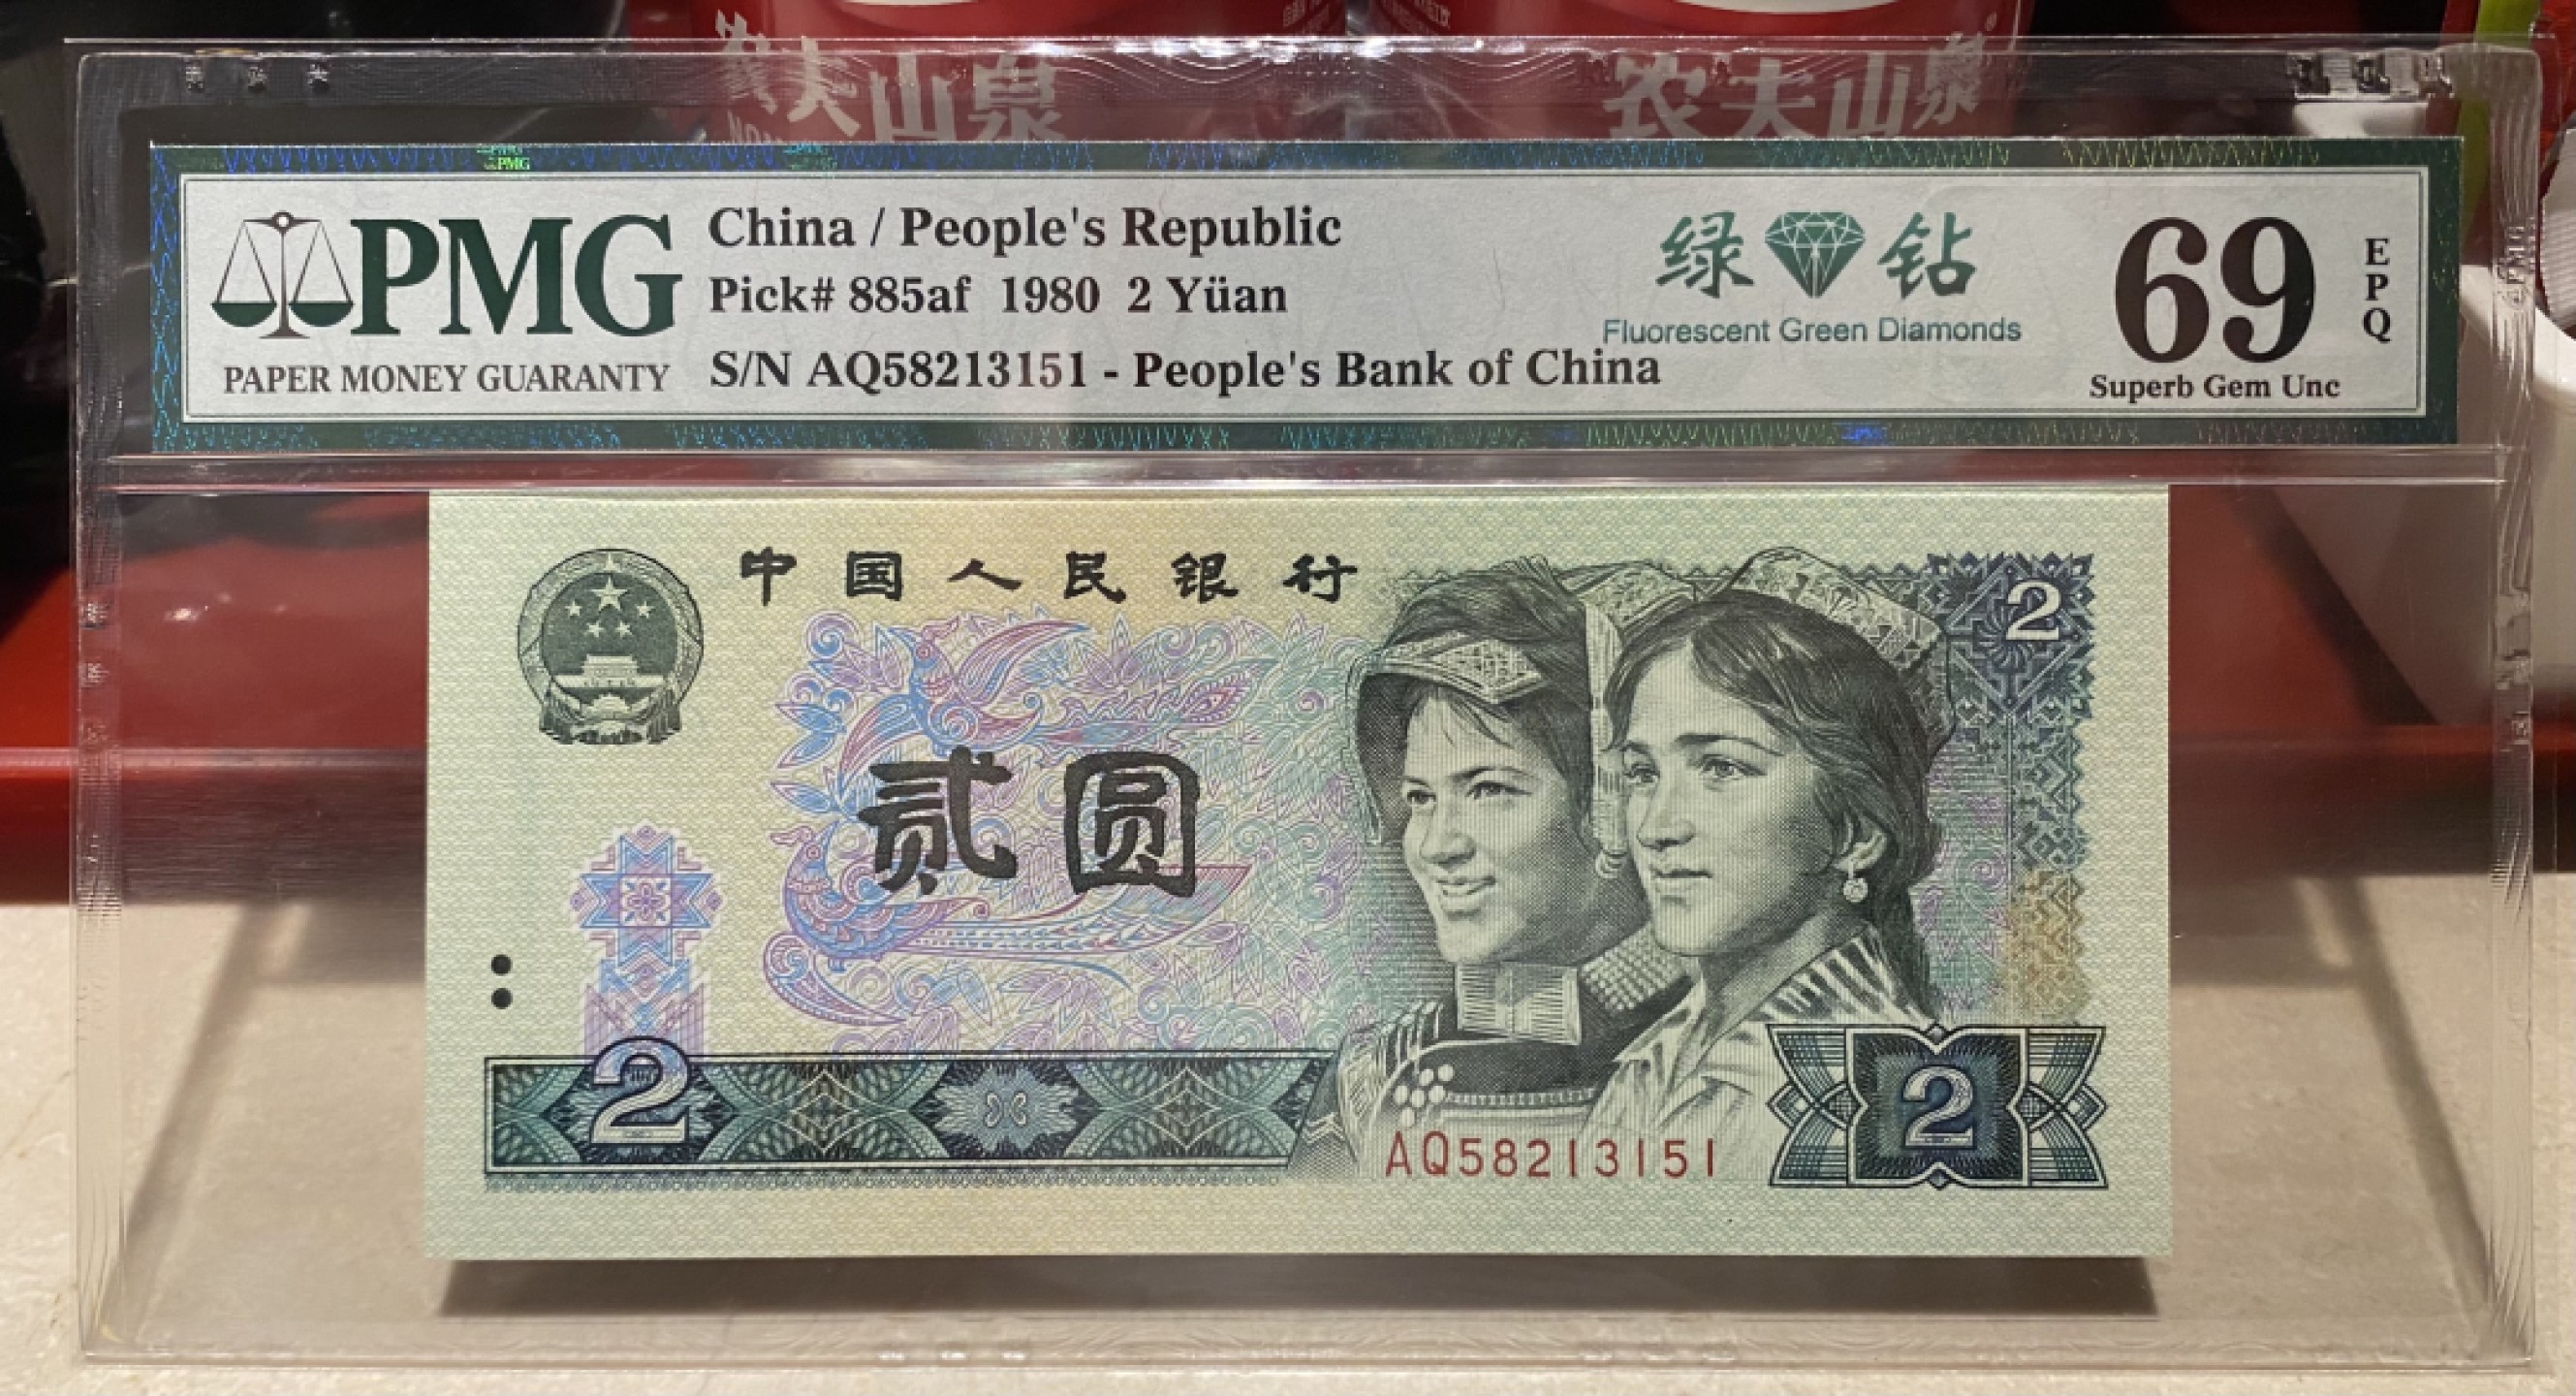 农夫山泉 农夫山泉
PMG
PMG
PAPER MONEY GUARANTY
China / People's Republic
Pick# 885af 1980 2 Yüan
S/N AQ58213151 - People's Bank of China
绿 钻
Fluorescent Green Diamonds
69
EPQ
Superb Gem Unc
中国人民银行
2
贰圆
2
2
AQ58213151